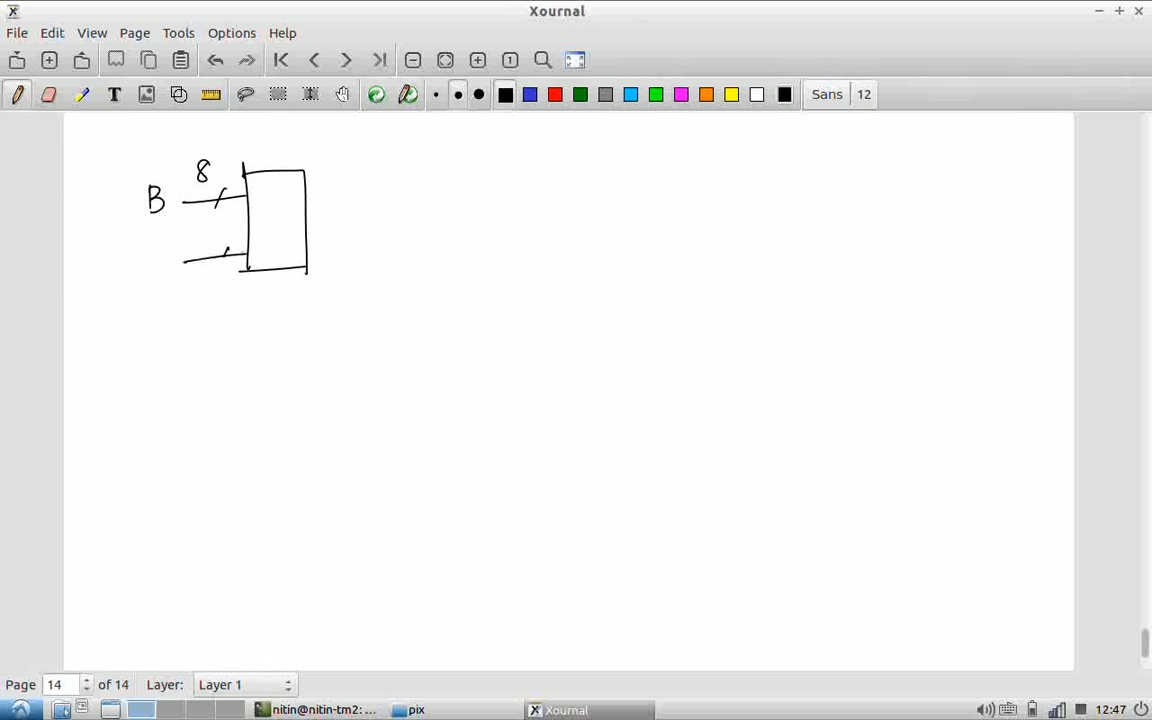 Xournal
File Edit View Page Tools Options Help
Sans 12
8
B
Page 14 of 14 Layer: Layer 1
nitin@nitin-tm2: ... pix Xournal 12:47